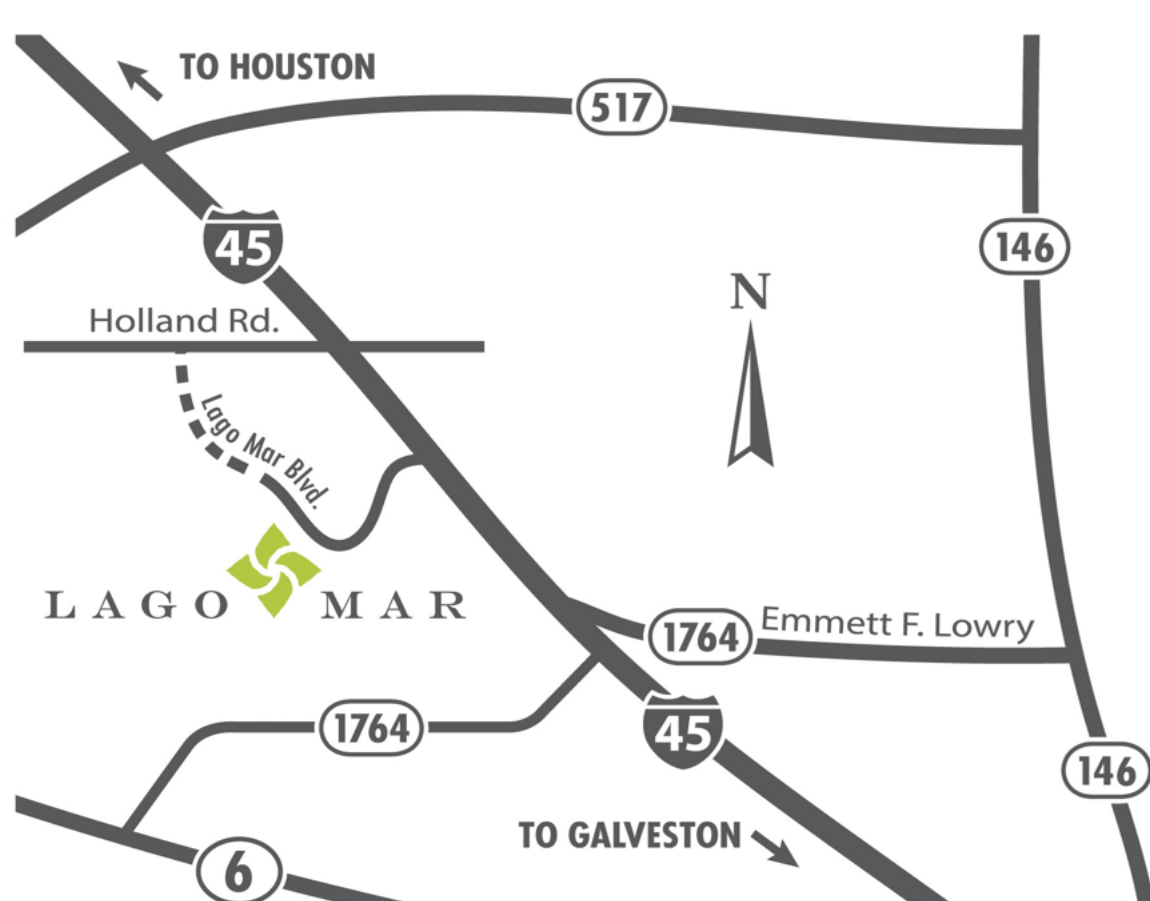 TO HOUSTON
517
45
146
N
Holland Rd.
Lago Mar Blvd.
LAGO MAR
Emmett F. Lowry
1764
1764
45
146
TO GALVESTON
6